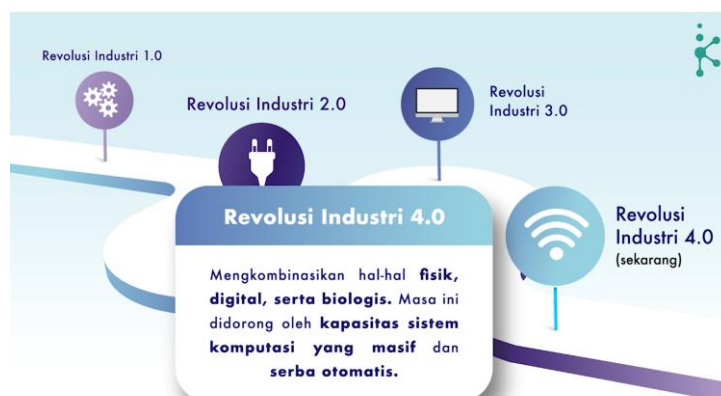 Revolusi Industri 1.0
Revolusi Industri 2.0
Revolusi
Industri 3.0
Revolusi Industri 4.0
Mengkombinasikan hal-hal fisik,
digital, serta biologis. Masa ini
didorong oleh kapasitas sistem
komputasi yang masif dan
serba otomatis.
Revolusi
Industri 4.0
(sekarang)